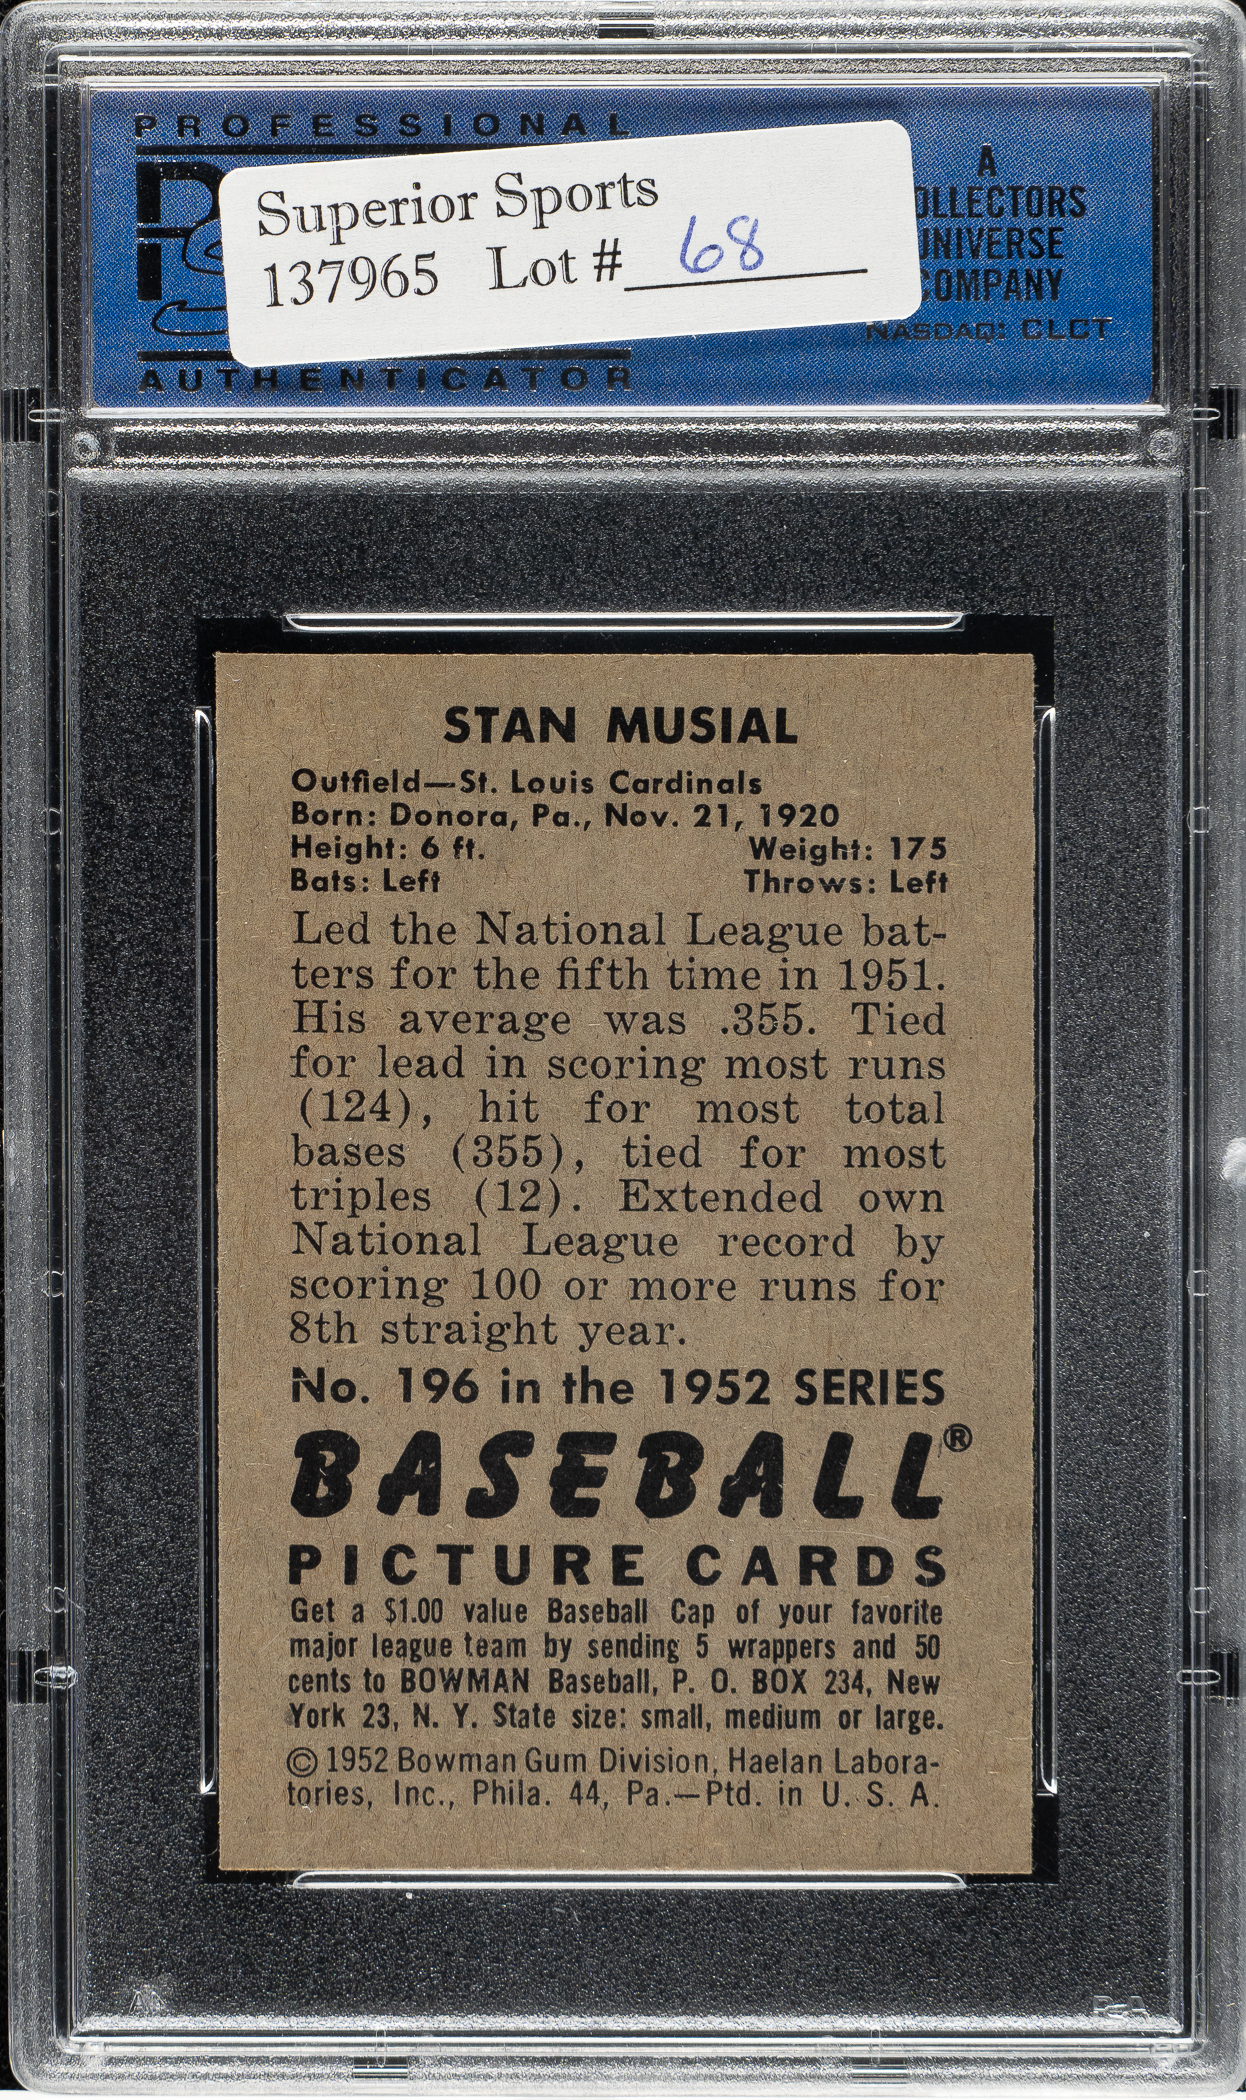 PROFESSIONAL
Superior Sports
137965 Lot # 68
AUTHENTICATOR
A
OLLECTORS
UNIVERSE
COMPANY
NASDAQ: CLCT
STAN MUSIAL
Outfield—St. Louis Cardinals
Born: Donora, Pa., Nov. 21, 1920
Height: 6 ft. Weight: 175
Bats: Left Throws: Left
Led the National League bat-
ters for the fifth time in 1951.
His average was .355. Tied
for lead in scoring most runs
(124), hit for most total
bases (355), tied for most
triples (12). Extended own
National League record by
scoring 100 or more runs for
8th straight year.
No. 196 in the 1952 SERIES
BASEBALL®
PICTURE CARDS
Get a $1.00 value Baseball Cap of your favorite
major league team by sending 5 wrappers and 50
cents to BOWMAN Baseball, P. O. BOX 234, New
York 23, N. Y. State size: small, medium or large.
© 1952 Bowman Gum Division, Haelan Labora-
tories, Inc., Phila. 44, Pa.—Ptd. in U. S. A.
PSA